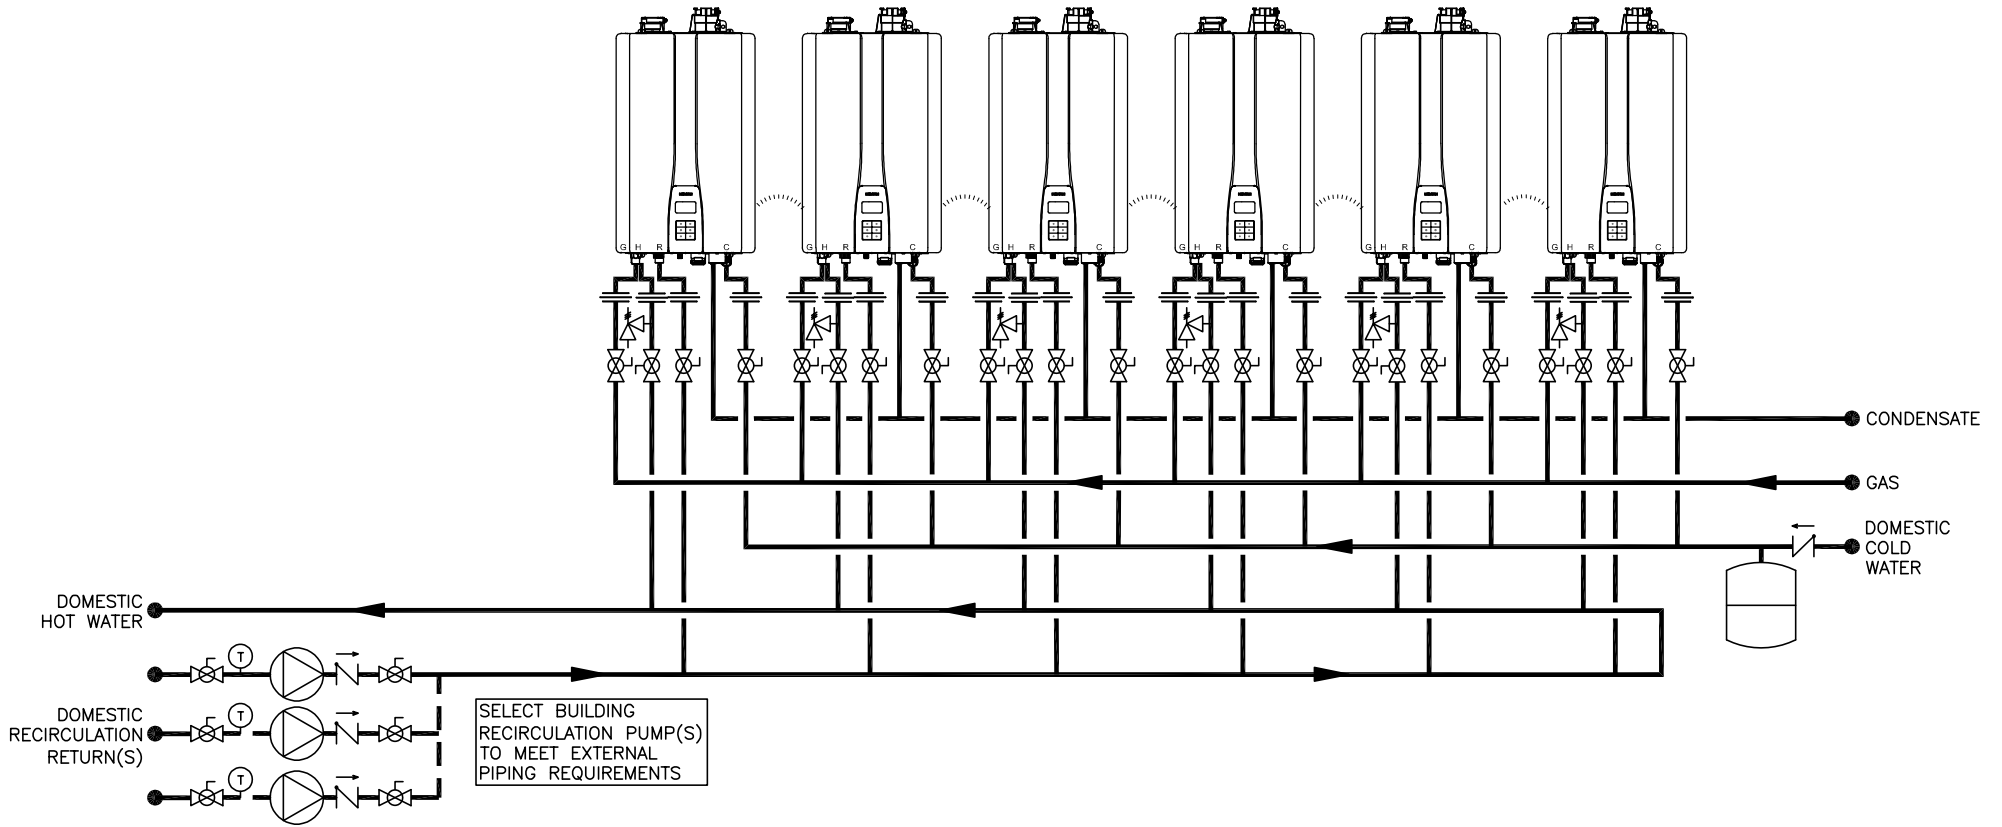 G H R C G H R C G H R C G H R C G H R C G H R C
CONDENSATE
GAS
DOMESTIC
COLD
WATER
DOMESTIC
HOT WATER
T
T
T
DOMESTIC
RECIRCULATION
RETURN(S)
SELECT BUILDING
RECIRCULATION PUMP(S)
TO MEET EXTERNAL
PIPING REQUIREMENTS